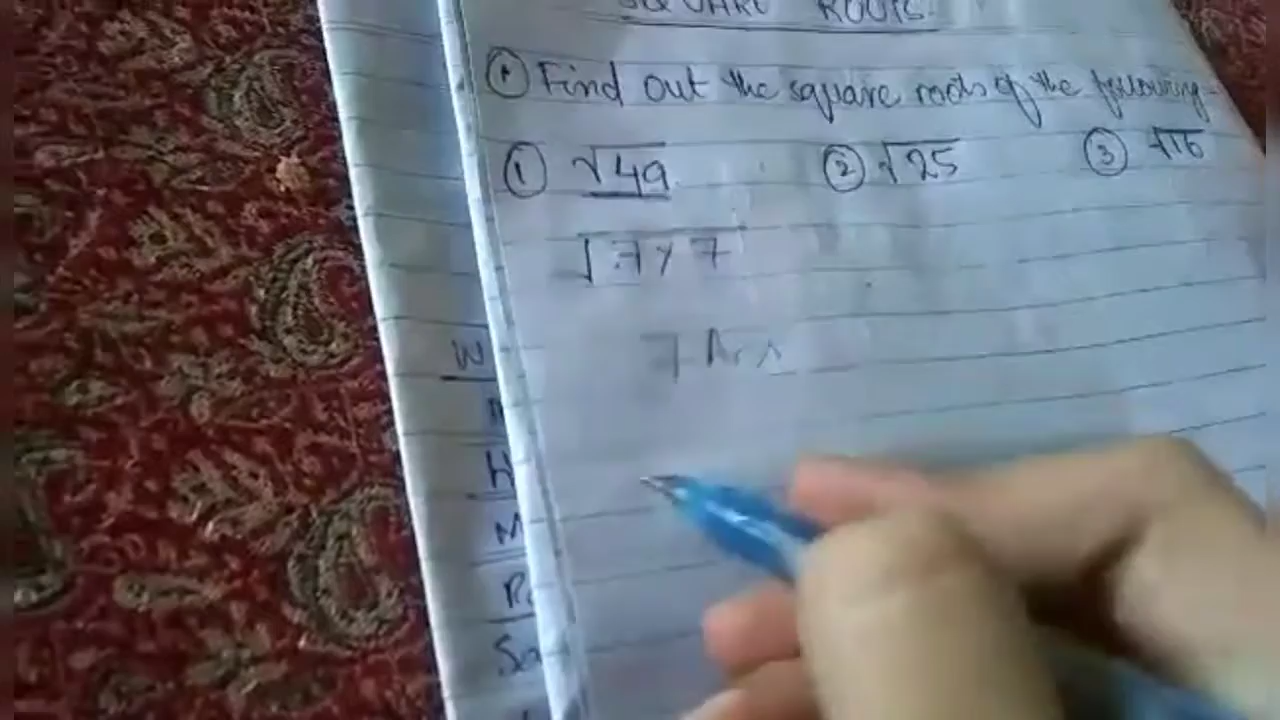 SQUARE ROOTS
Find out the square roots of the following
① √49 ② √25 ③ √16
√7×7
7 Ans
W
H
M